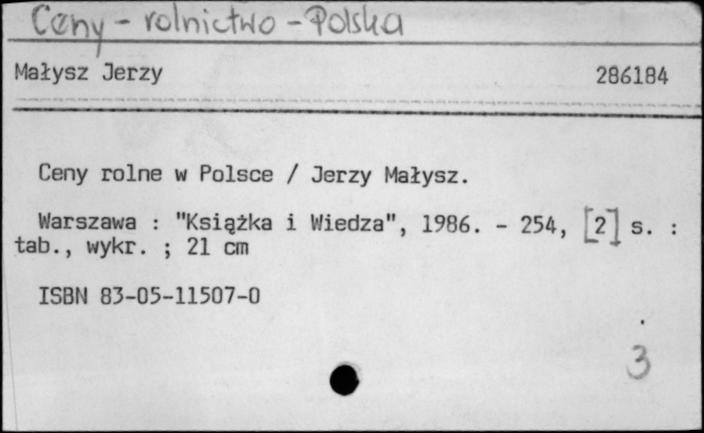 Ceny - rolnictwo - Polska
Małysz Jerzy 286184
Ceny rolne w Polsce / Jerzy Małysz.
Warszawa : "Książka i Wiedza", 1986. - 254, [2] s. :
tab., wykr. ; 21 cm
ISBN 83-05-11507-0
3